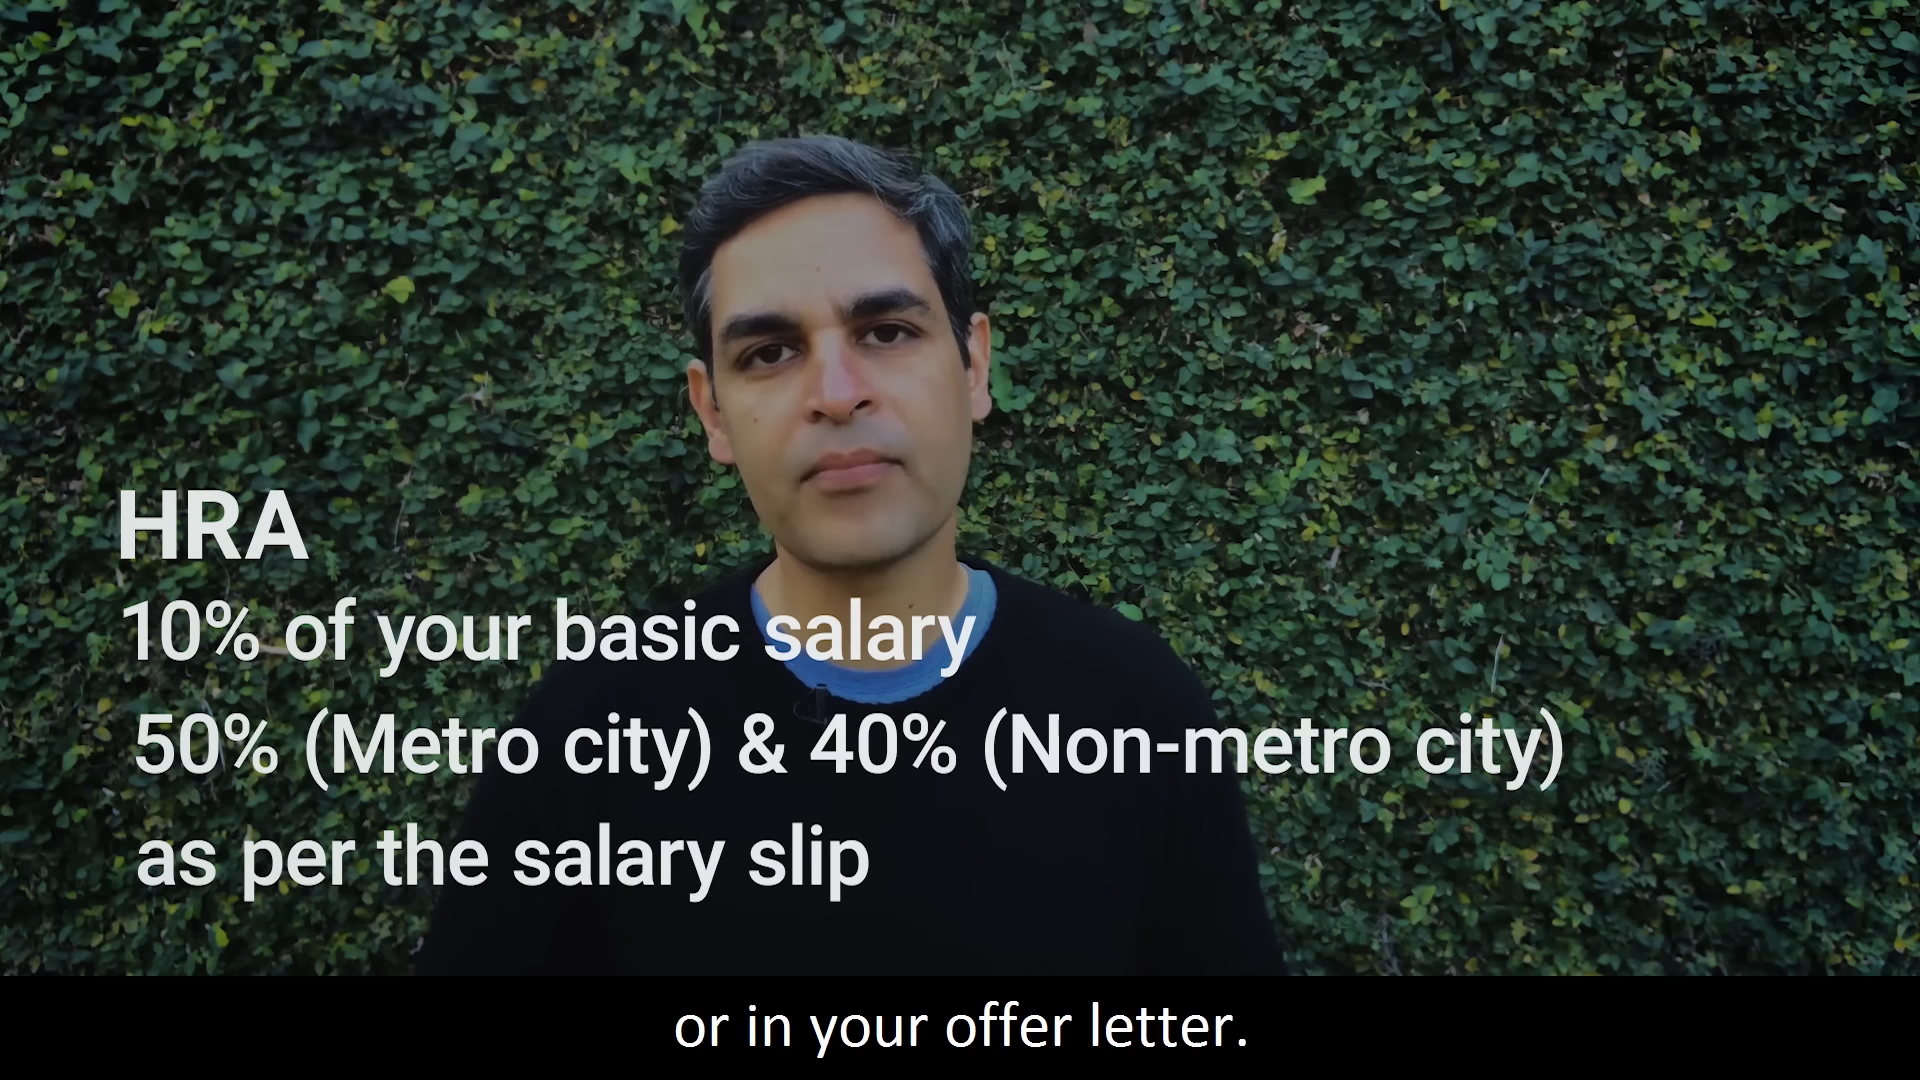 HRA
10% of your basic salary
50% (Metro city) & 40% (Non-metro city)
as per the salary slip
or in your offer letter.